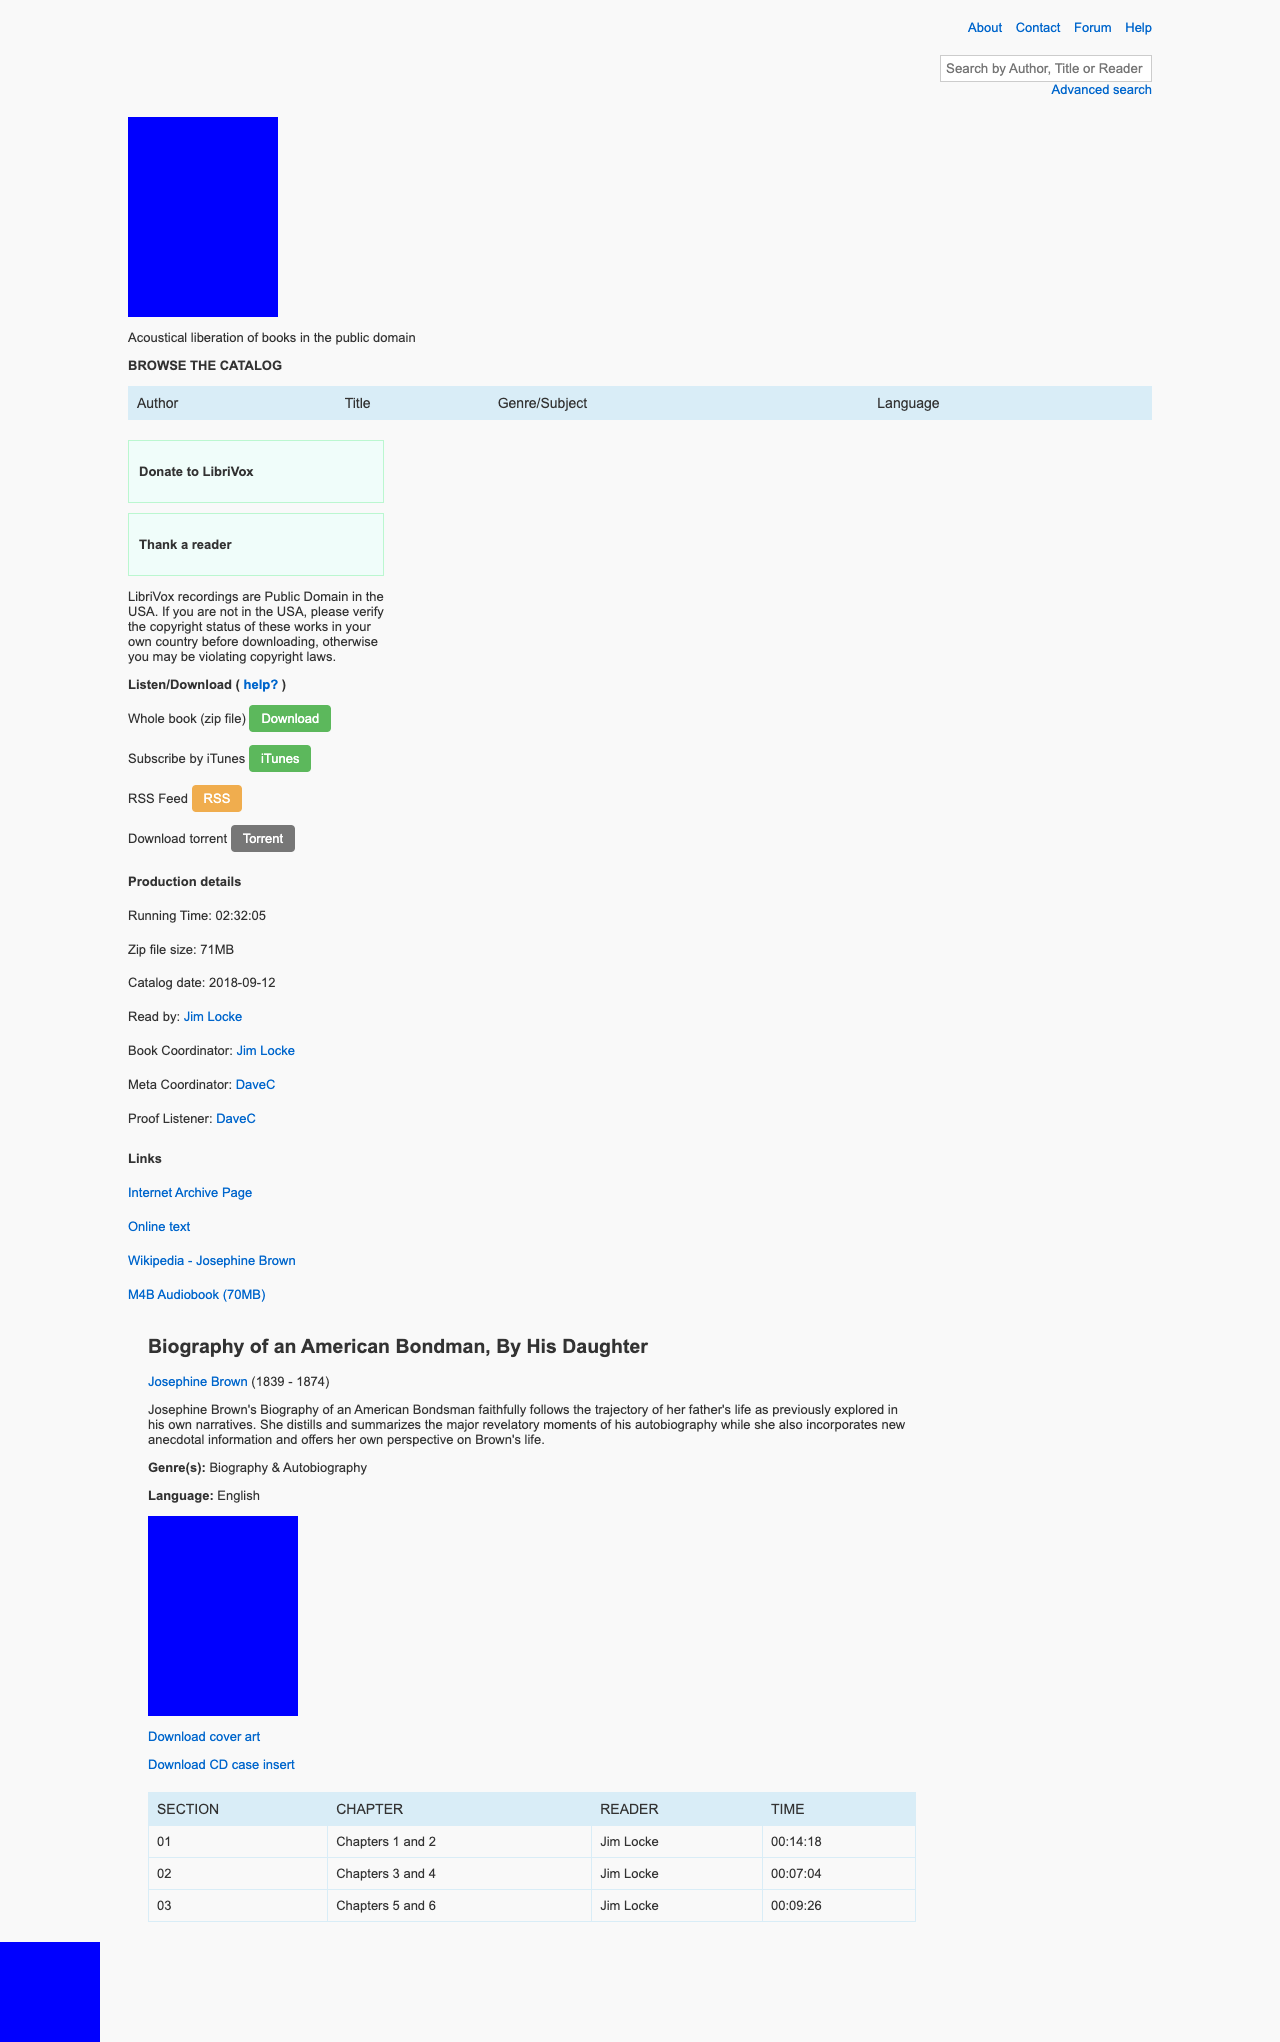 About Contact Forum Help
Search by Author, Title or Reader
Advanced search
Acoustical liberation of books in the public domain
BROWSE THE CATALOG
Author Title Genre/Subject Language
Donate to LibriVox
Thank a reader
LibriVox recordings are Public Domain in the
USA. If you are not in the USA, please verify
the copyright status of these works in your
own country before downloading, otherwise
you may be violating copyright laws.
Listen/Download ( help? )
Whole book (zip file) Download
Subscribe by iTunes iTunes
RSS Feed RSS
Download torrent Torrent
Production details
Running Time: 02:32:05
Zip file size: 71MB
Catalog date: 2018-09-12
Read by: Jim Locke
Book Coordinator: Jim Locke
Meta Coordinator: DaveC
Proof Listener: DaveC
Links
Internet Archive Page
Online text
Wikipedia - Josephine Brown
M4B Audiobook (70MB)
Biography of an American Bondman, By His Daughter
Josephine Brown (1839 - 1874)
Josephine Brown's Biography of an American Bondsman faithfully follows the trajectory of her father's life as previously explored in
his own narratives. She distills and summarizes the major revelatory moments of his autobiography while she also incorporates new
anecdotal information and offers her own perspective on Brown's life.
Genre(s): Biography & Autobiography
Language: English
Download cover art
Download CD case insert
SECTION CHAPTER READER TIME
01 Chapters 1 and 2 Jim Locke 00:14:18
02 Chapters 3 and 4 Jim Locke 00:07:04
03 Chapters 5 and 6 Jim Locke 00:09:26